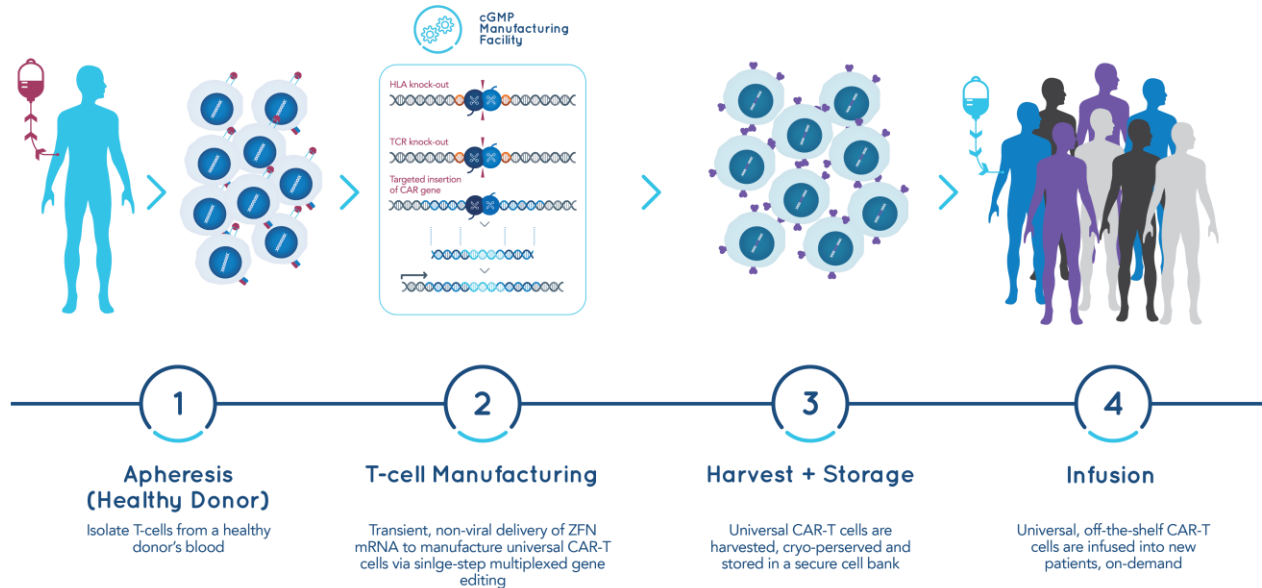 cGMP
Manufacturing
Facility
HLA knock-out
TCR knock-out
Targeted insertion
of CAR gene
1
Apheresis
(Healthy Donor)
Isolate T-cells from a healthy
donor's blood
2
T-cell Manufacturing
Transient, non-viral delivery of ZFN
mRNA to manufacture universal CAR-T
cells via sinlge-step multiplexed gene
editing
3
Harvest + Storage
Universal CAR-T cells are
harvested, cryo-perserved and
stored in a secure cell bank
4
Infusion
Universal, off-the-shelf CAR-T
cells are infused into new
patients, on-demand